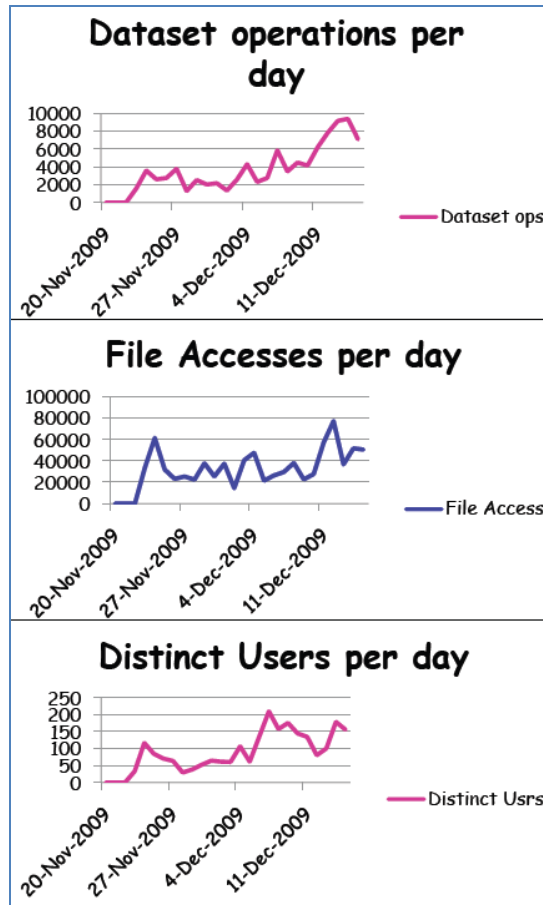 Dataset operations per
day
10000
8000
6000
4000
2000
0
20-Nov-2009
27-Nov-2009
4-Dec-2009
11-Dec-2009
Dataset ops
File Accesses per day
100000
80000
60000
40000
20000
0
20-Nov-2009
27-Nov-2009
4-Dec-2009
11-Dec-2009
File Access
Distinct Users per day
250
200
150
100
50
0
20-Nov-2009
27-Nov-2009
4-Dec-2009
11-Dec-2009
Distinct Usrs